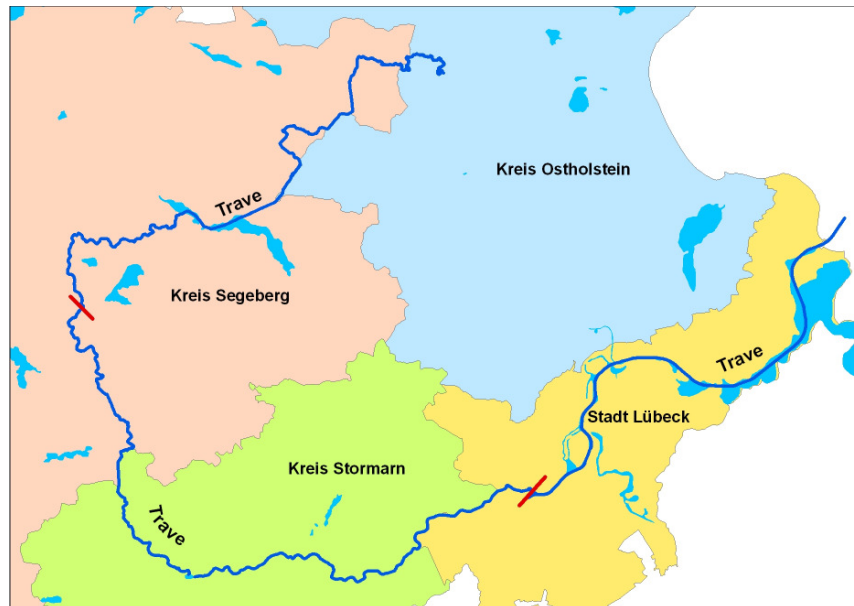 Kreis Ostholstein
Trave
Kreis Segeberg
Trave
Stadt Lübeck
Kreis Stormarn
Trave